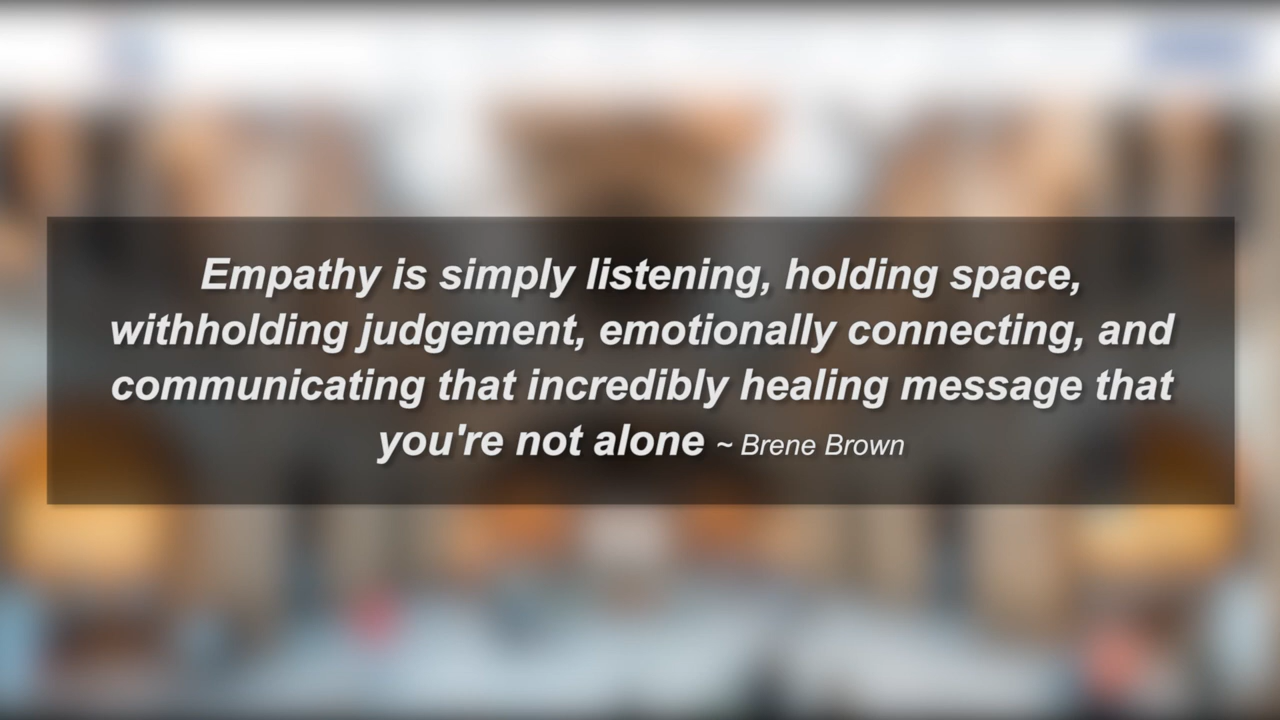 Empathy is simply listening, holding space,
withholding judgement, emotionally connecting, and
communicating that incredibly healing message that
you're not alone ~ Brene Brown